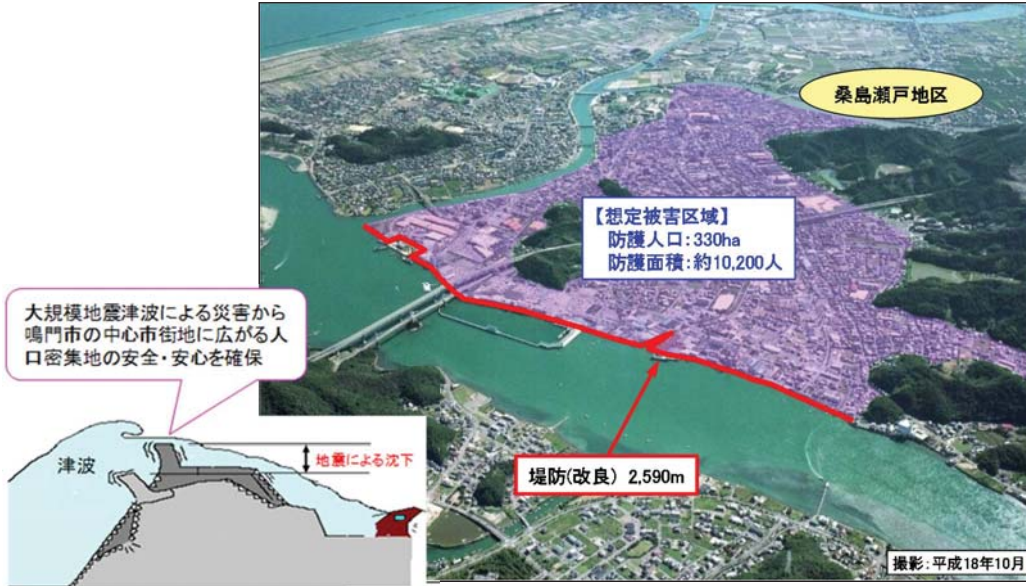 桑島瀬戸地区
【想定被害区域】
防護人口:330ha
防護面積:約10,200人
大規模地震津波による災害から
鳴門市の中心市街地に広がる人
口密集地の安全・安心を確保
津波
地震による沈下
堤防(改良) 2,590m
撮影:平成18年10月